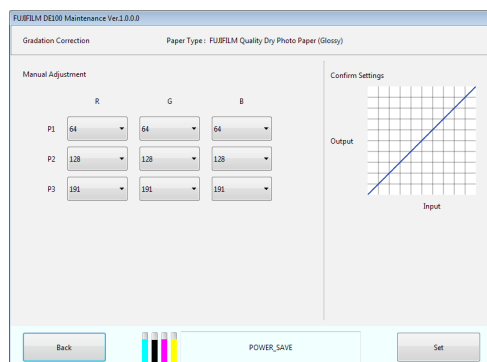 FUJIFILM DE100 Maintenance Ver.1.0.0.0
Gradation Correction Paper Type : FUJIFILM Quality Dry Photo Paper (Glossy)
Manual Adjustment Confirm Settings
R G B
P1 64 64 64
Output
P2 128 128 128
P3 191 191 191
Input
Back POWER_SAVE Set